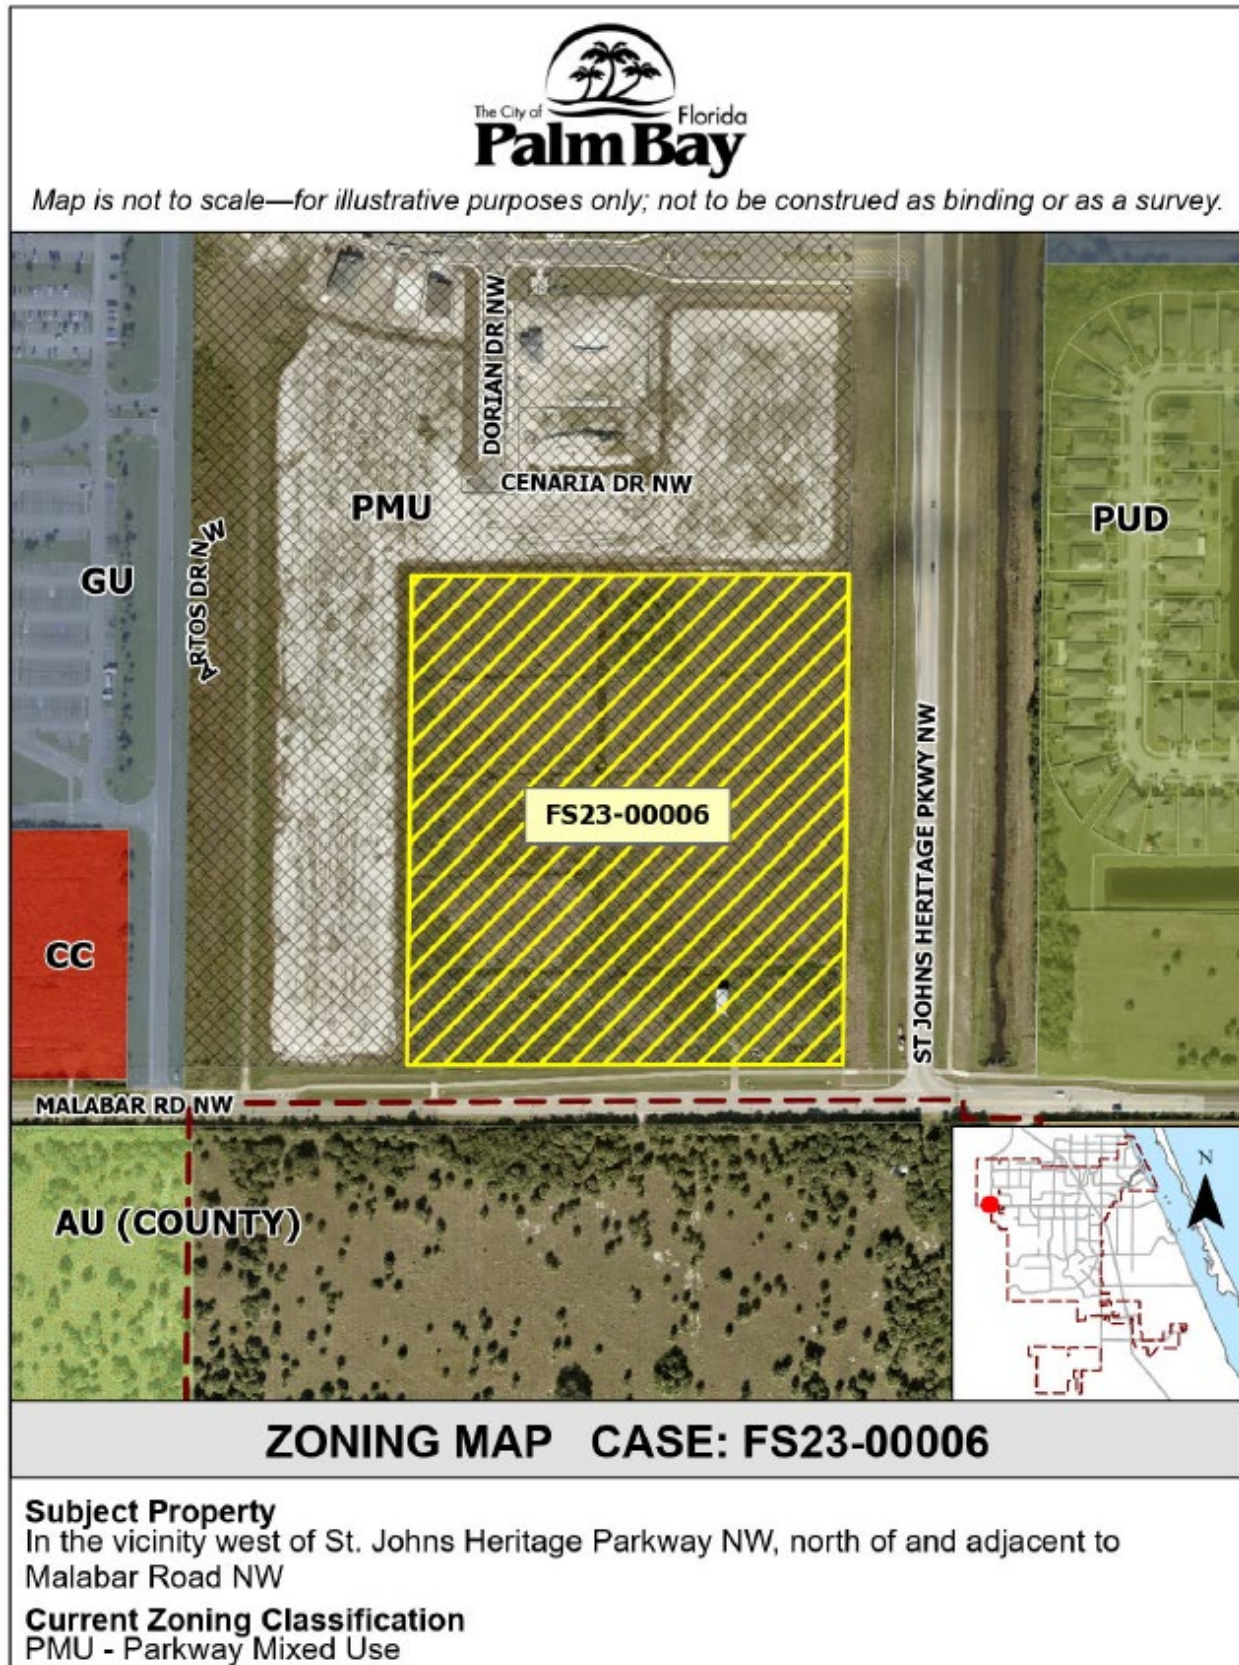 The City of Florida
Palm Bay
Map is not to scale—for illustrative purposes only; not to be construed as binding or as a survey.
DORIAN DR NW
CENARIA DR NW
PMU
PUD
GU
ARTOS DR NW
FS23-00006
ST JOHNS HERITAGE PKWY NW
CC
MALABAR RD NW
N
AU (COUNTY)
ZONING MAP CASE: FS23-00006
Subject Property
In the vicinity west of St. Johns Heritage Parkway NW, north of and adjacent to
Malabar Road NW
Current Zoning Classification
PMU - Parkway Mixed Use